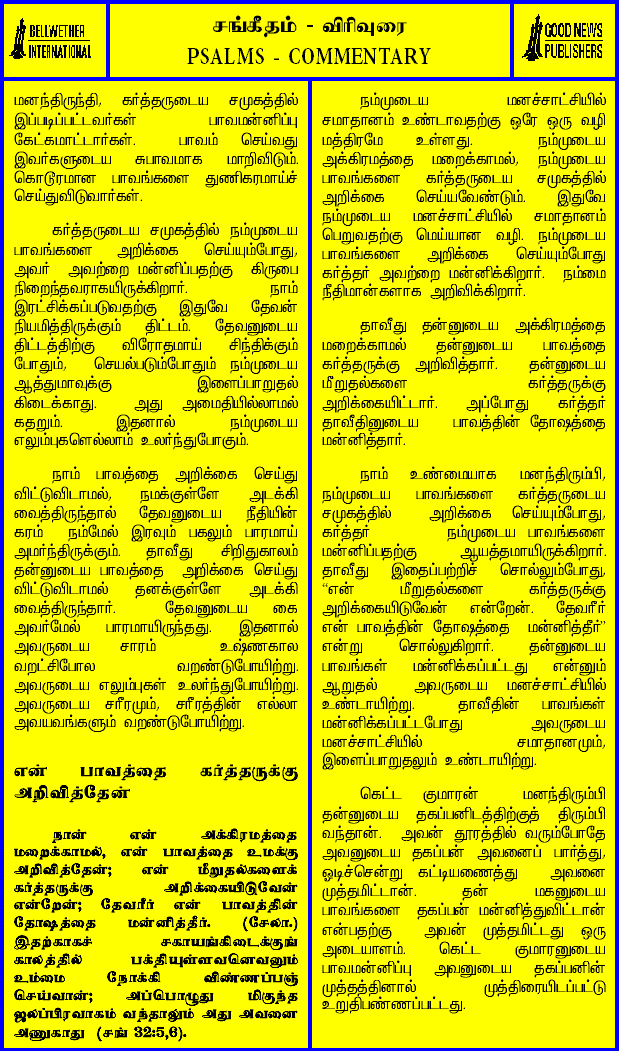 BELLWETHER
INTERNATIONAL
சங்கீதம் - விரிவுரை
PSALMS - COMMENTARY
GOOD NEWS
PUBLISHERS
மனந்திருந்தி, கர்த்தருடைய சமுகத்தில்
இப்படிப்பட்டவர்கள் பாவமன்னிப்பு
கேட்கமாட்டார்கள். பாவம் செய்வது
இவர்களுடைய சுபாவமாக மாறிவிடும்.
கொடூரமான பாவங்களை துணிகரமாய்ச்
செய்துவிடுவார்கள்.
கர்த்தருடைய சமுகத்தில் நம்முடைய
பாவங்களை அறிக்கை செய்யும்போது,
அவர் அவற்றை மன்னிப்பதற்கு கிருபை
நிறைந்தவராகயிருக்கிறார். நாம்
இரட்சிக்கப்படுவதற்கு இதுவே தேவன்
நியமித்திருக்கும் திட்டம். தேவனுடைய
திட்டத்திற்கு விரோதமாய் சிந்திக்கும்
போதும், செயல்படும்போதும் நம்முடைய
ஆத்துமாவுக்கு இளைப்பாறுதல்
கிடைக்காது. அது அமைதியில்லாமல்
கதறும். இதனால் நம்முடைய
எலும்புகளெல்லாம் உலர்ந்துபோகும்.
நாம் பாவத்தை அறிக்கை செய்து
விட்டுவிடாமல், நமக்குள்ளே அடக்கி
வைத்திருந்தால் தேவனுடைய நீதியின்
கரம் நம்மேல் இரவும் பகலும் பாரமாய்
அமர்ந்திருக்கும். தாவீது சிறிதுகாலம்
தன்னுடைய பாவத்தை அறிக்கை செய்து
விட்டுவிடாமல் தனக்குள்ளே அடக்கி
வைத்திருந்தார். தேவனுடைய கை
அவர்மேல் பாரமாயிருந்தது. இதனால்
அவருடைய சாரம் உஷ்ணகால
வறட்சிபோல வறண்டுபோயிற்று.
அவருடைய எலும்புகள் உலர்ந்துபோயிற்று.
அவருடைய சரீரமும், சரீரத்தின் எல்லா
அவயவங்களும் வறண்டுபோயிற்று.
என் பாவத்தை கர்த்தருக்கு
அறிவித்தேன்
நான் என் அக்கிரமத்தை
மறைக்காமல், என் பாவத்தை உமக்கு
அறிவித்தேன்; என் மீறுதல்களைக்
கர்த்தருக்கு அறிக்கையிடுவேன்
என்றேன்; தேவரீர் என் பாவத்தின்
தோஷத்தை மன்னித்தீர். (சேலா.)
இதற்காகச் சகாயங்கிடைக்குங்
காலத்தில் பக்தியுள்ளவனெவனும்
உம்மை நோக்கி விண்ணப்பஞ்
செய்வான்; அப்பொழுது மிகுந்த
ஜலப்பிரவாகம் வந்தாலும் அது அவனை
அணுகாது (சங் 32:5,6).
நம்முடைய மனச்சாட்சியில்
சமாதானம் உண்டாவதற்கு ஒரே ஒரு வழி
மத்திரமே உள்ளது. நம்முடைய
அக்கிரமத்தை மறைக்காமல், நம்முடைய
பாவங்களை கர்த்தருடைய சமுகத்தில்
அறிக்கை செய்யவேண்டும். இதுவே
நம்முடைய மனச்சாட்சியில் சமாதானம்
பெறுவதற்கு மெய்யான வழி. நம்முடைய
பாவங்களை அறிக்கை செய்யும்போது
கர்த்தர் அவற்றை மன்னிக்கிறார். நம்மை
நீதிமான்களாக அறிவிக்கிறார்.
தாவீது தன்னுடைய அக்கிரமத்தை
மறைக்காமல் தன்னுடைய பாவத்தை
கர்த்தருக்கு அறிவித்தார். தன்னுடைய
மீறுதல்களை கர்த்தருக்கு
அறிக்கையிட்டார். அப்போது கர்த்தர்
தாவீதினுடைய பாவத்தின் தோஷத்தை
மன்னித்தார்.
நாம் உண்மையாக மனந்திரும்பி,
நம்முடைய பாவங்களை கர்த்தருடைய
சமுகத்தில் அறிக்கை செய்யும்போது,
கர்த்தர் நம்முடைய பாவங்களை
மன்னிப்பதற்கு ஆயத்தமாயிருக்கிறார்.
தாவீது இதைப்பற்றிச் சொல்லும்போது,
“என் மீறுதல்களை கர்த்தருக்கு
அறிக்கையிடுவேன் என்றேன். தேவரீர்
என் பாவத்தின் தோஷத்தை மன்னித்தீர்”
என்று சொல்லுகிறார். தன்னுடைய
பாவங்கள் மன்னிக்கப்பட்டது என்னும்
ஆறுதல் அவருடைய மனச்சாட்சியில்
உண்டாயிற்று. தாவீதின் பாவங்கள்
மன்னிக்கப்பட்டபோது அவருடைய
மனச்சாட்சியில் சமாதானமும்,
இளைப்பாறுதலும் உண்டாயிற்று.
கெட்ட குமாரன் மனந்திரும்பி
தன்னுடைய தகப்பனிடத்திற்குத் திரும்பி
வந்தான். அவன் தூரத்தில் வரும்போதே
அவனுடைய தகப்பன் அவனைப் பார்த்து,
ஓடிச்சென்று கட்டியணைத்து அவனை
முத்தமிட்டான். தன் மகனுடைய
பாவங்களை தகப்பன் மன்னித்துவிட்டான்
என்பதற்கு அவன் முத்தமிட்டது ஒரு
அடையாளம். கெட்ட குமாரனுடைய
பாவமன்னிப்பு அவனுடைய தகப்பனின்
முத்தத்தினால் முத்திரையிடப்பட்டு
உறுதிபண்ணப்பட்டது.